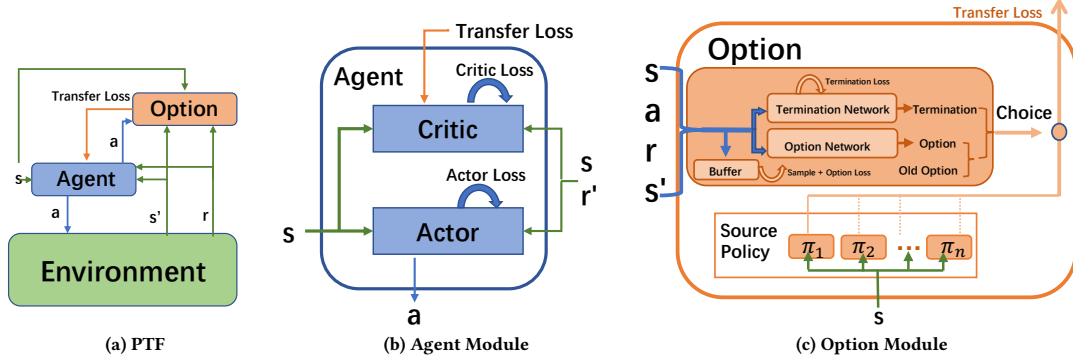 Transfer Loss
Option
a
s
Agent
a
s'
r
Environment
(a) PTF
Transfer Loss
Agent
Critic Loss
Critic
Actor Loss
Actor
s
s
r'
a
(b) Agent Module
Transfer Loss
Option
s
a
r
s'
Termination Loss
Termination Network
Termination
Option Network
Option
Buffer
Sample + Option Loss
Old Option
Choice
Source
Policy
π1 π2 ... πn
s
(c) Option Module